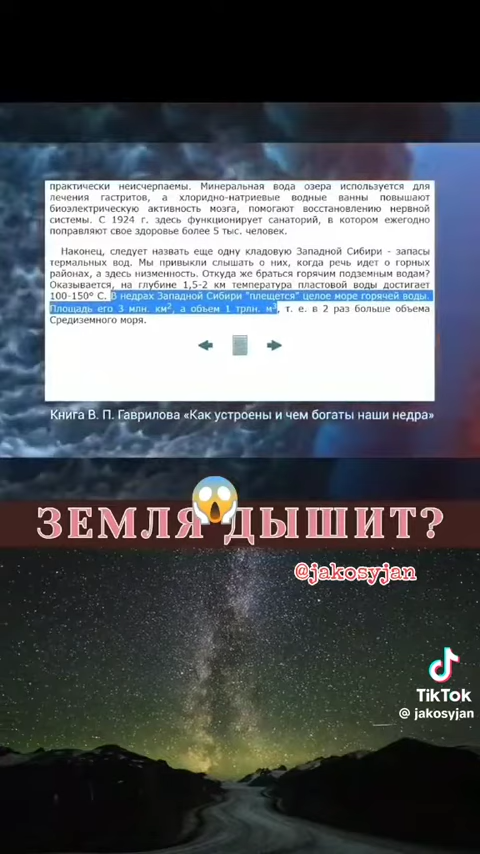 практически неисчерпаемы. Минеральная вода озера используется для
лечения гастритов, а хлоридно-натриевые водные ванны повышают
биоэлектрическую активность мозга, помогают восстановлению нервной
системы. С 1924 г. здесь функционирует санаторий, в котором ежегодно
поправляют свое здоровье более 5 тыс. человек.
Наконец, следует назвать еще одну кладовую Западной Сибири - запасы
термальных вод. Мы привыкли слышать о них, когда речь идет о горных
районах, а здесь низменность. Откуда же браться горячим подземным водам?
Оказывается, на глубине 1,5-2 км температура пластовой воды достигает
100-150° С. В недрах Западной Сибири "плещется" целое море горячей воды.
Площадь его 3 млн. км², а объем 1 трлн. м³, т. е. в 2 раз больше объема
Средиземного моря.
Книга В. П. Гаврилова «Как устроены и чем богаты наши недра»
ЗЕМЛЯ ДЫШИТ?
@jakosyjan
TikTok
@ jakosyjan